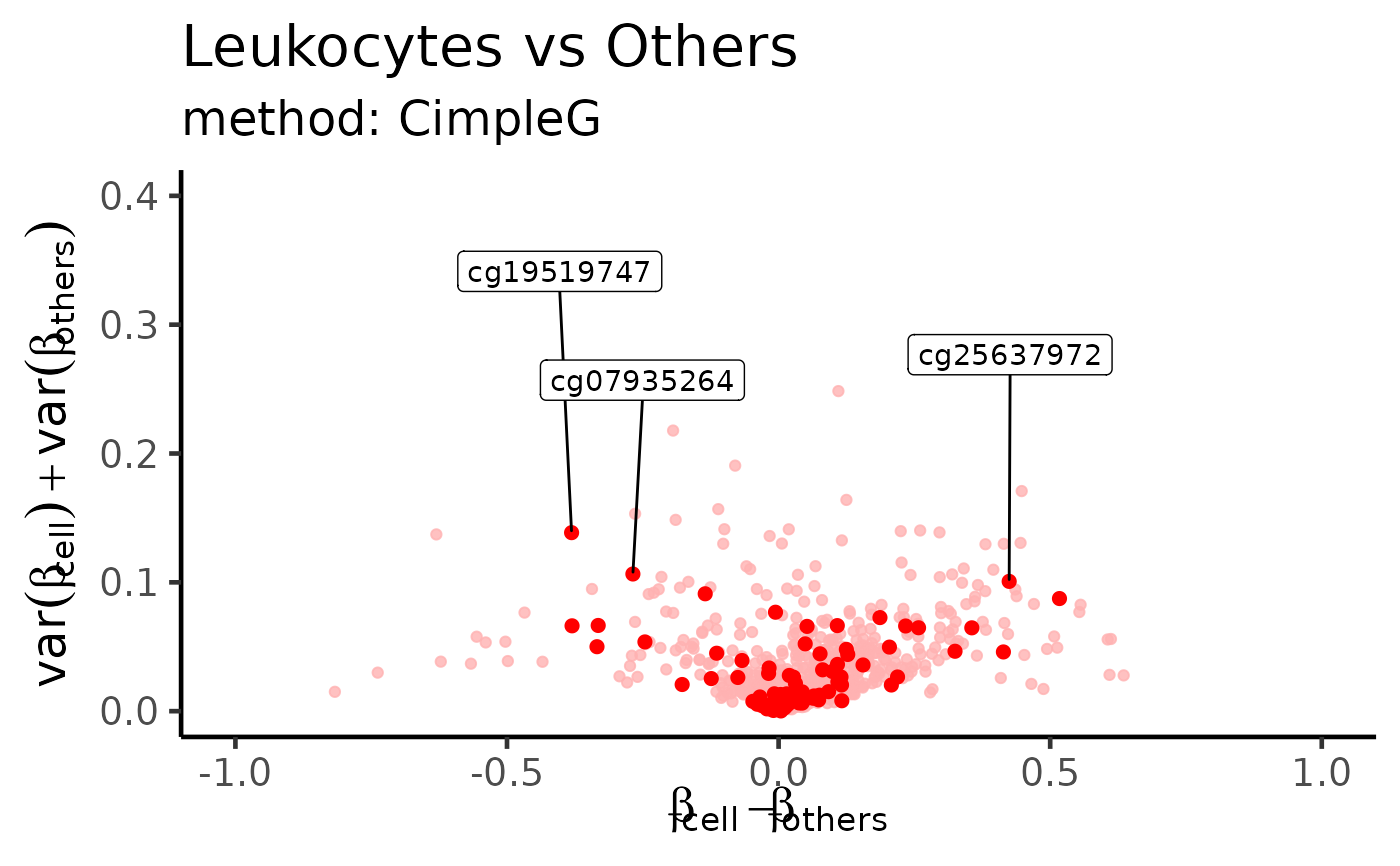 Leukocytes vs Others
method: CimpleG
var(βcell) + var(βothers)
0.4
0.3
0.2
0.1
0.0
cg19519747
cg07935264
cg25637972
-1.0
-0.5
0.0
0.5
1.0
βcell − βothers